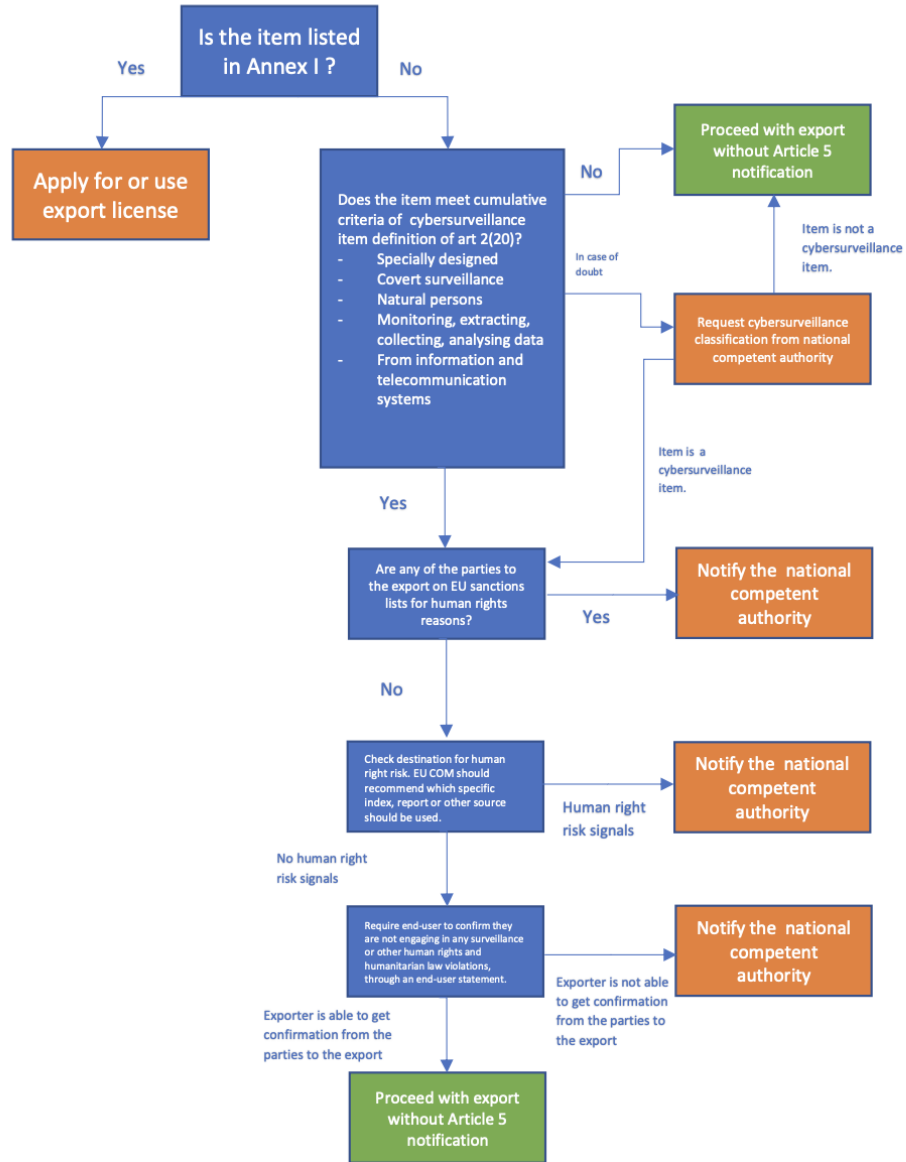 Is the item listed
in Annex I ?
Yes
No
Apply for or use
export license
Proceed with export
without Article 5
notification
No
Does the item meet cumulative
criteria of cybersurveillance
item definition of art 2(20)?
- Specially designed
- Covert surveillance
- Natural persons
- Monitoring, extracting,
collecting, analysing data
- From information and
telecommunication
systems
In case of
doubt
Item is not a
cybersurveillance
item.
Request cybersurveillance
classification from national
competent authority
Item is a
cybersurveillance
item.
Yes
Are any of the parties to
the export on EU sanctions
lists for human rights
reasons?
Yes
Notify the national
competent
authority
No
Check destination for human
right risk. EU COM should
recommend which specific
index, report or other source
should be used.
Human right
risk signals
Notify the national
competent
authority
No human right
risk signals
Require end-user to confirm they
are not engaging in any surveillance
or other human rights and
humanitarian law violations,
through an end-user statement.
Notify the national
competent
authority
Exporter is not able
to get confirmation
from the parties to
the export
Exporter is able to get
confirmation from the
parties to the export
Proceed with export
without Article 5
notification